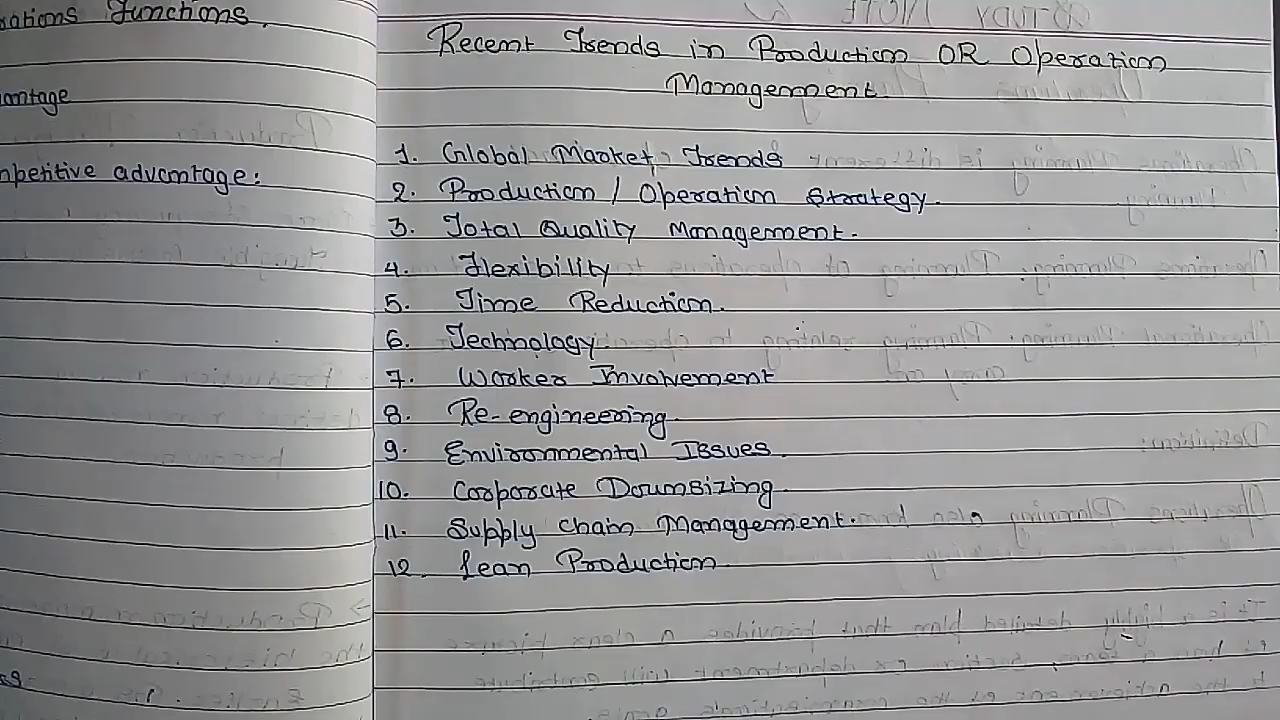 Functions.
advantage:
Recent Trends in Production OR Operation
Management.
1. Global Market Trends
2. Production / Operation Strategy.
3. Total Quality Management.
4. Flexibility
5. Time Reduction.
6. Technology.
7. Worker Involvement
8. Re-engineering
9. Environmental Issues.
10. Corporate Downsizing
11. Supply Chain Management.
12. Lean Production